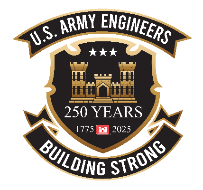 U.S. ARMY ENGINEERS
250 YEARS
1775 2025
BUILDING STRONG